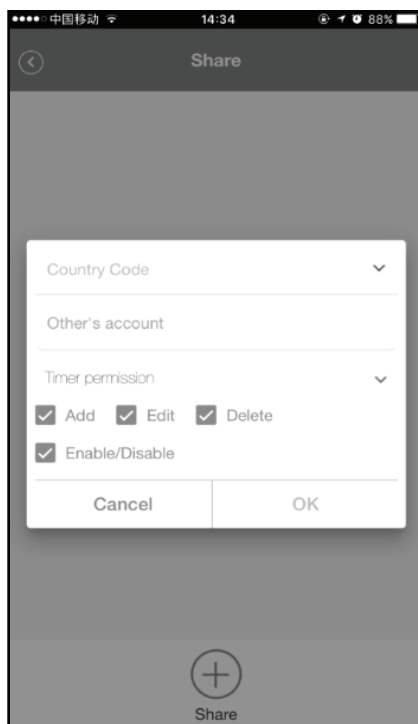 中国移动 14:34 88%
Share
Country Code
Other's account
Timer permission
Add Edit Delete
Enable/Disable
Cancel OK
Share